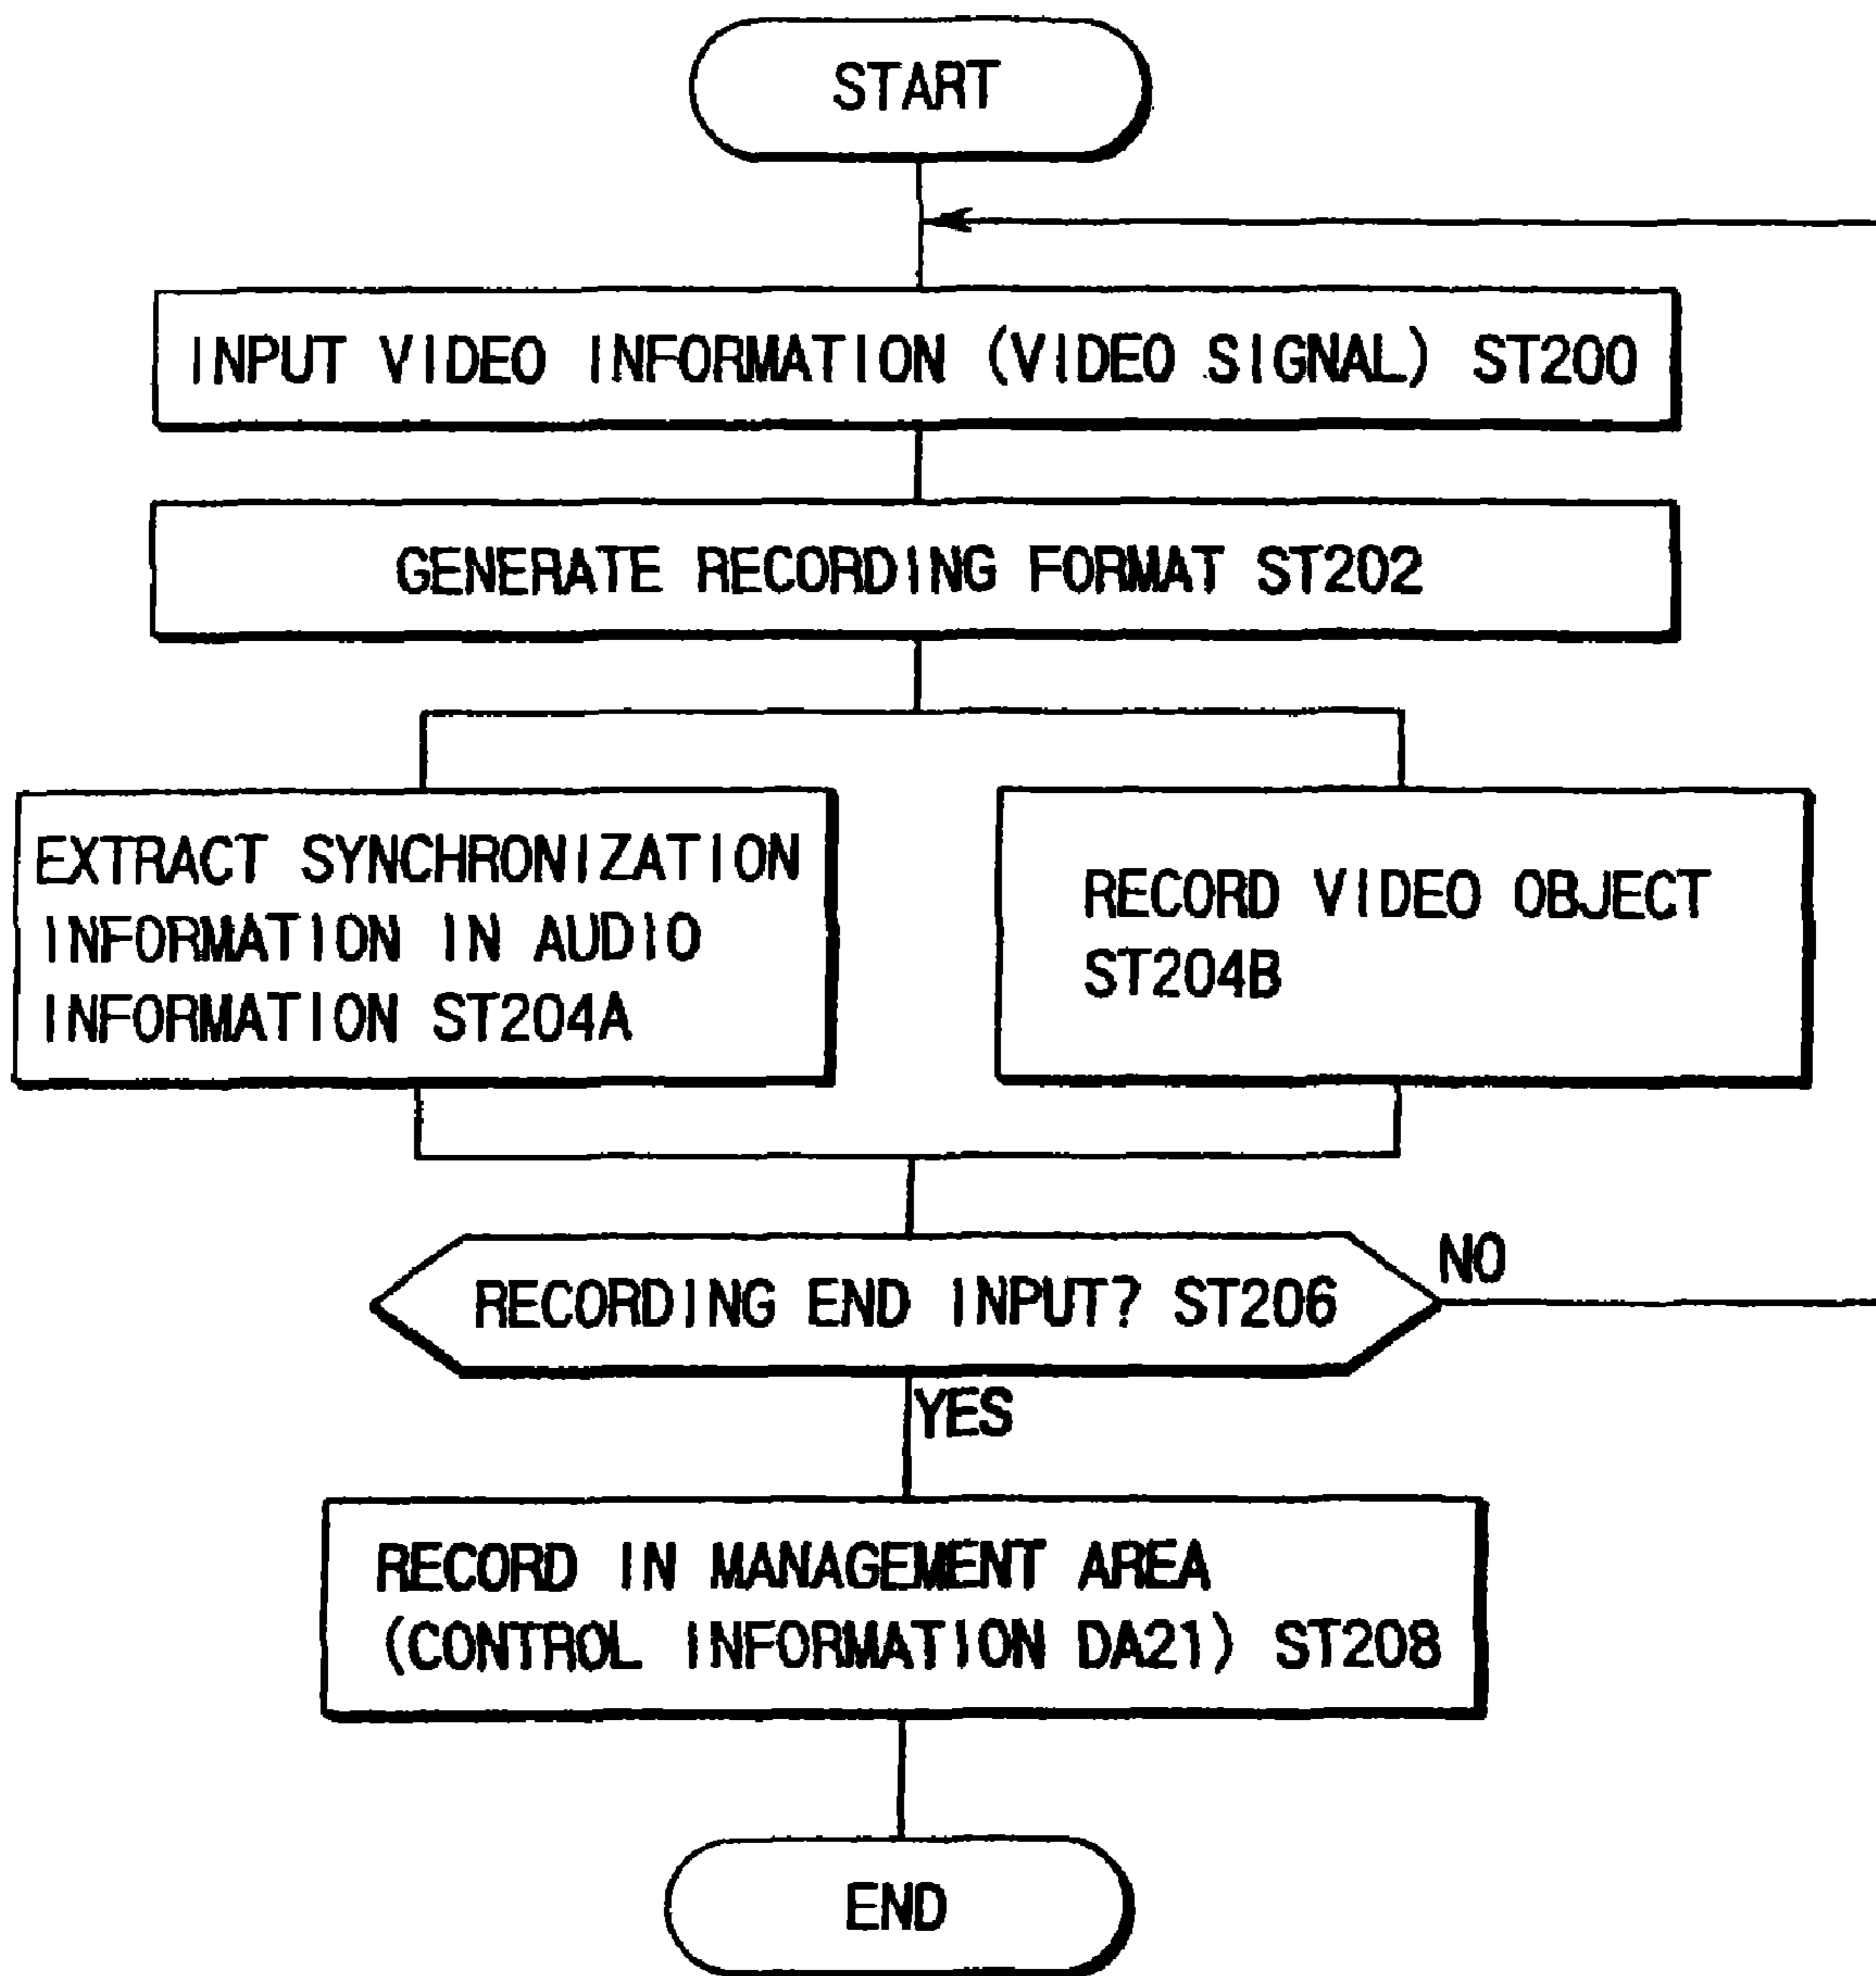 START
INPUT VIDEO INFORMATION (VIDEO SIGNAL) ST200
GENERATE RECORDING FORMAT ST202
EXTRACT SYNCHRONIZATION
INFORMATION IN AUDIO
INFORMATION ST204A
RECORD VIDEO OBJECT
ST204B
RECORDING END INPUT? ST206
NO
YES
RECORD IN MANAGEMENT AREA
(CONTROL INFORMATION DA21) ST208
END